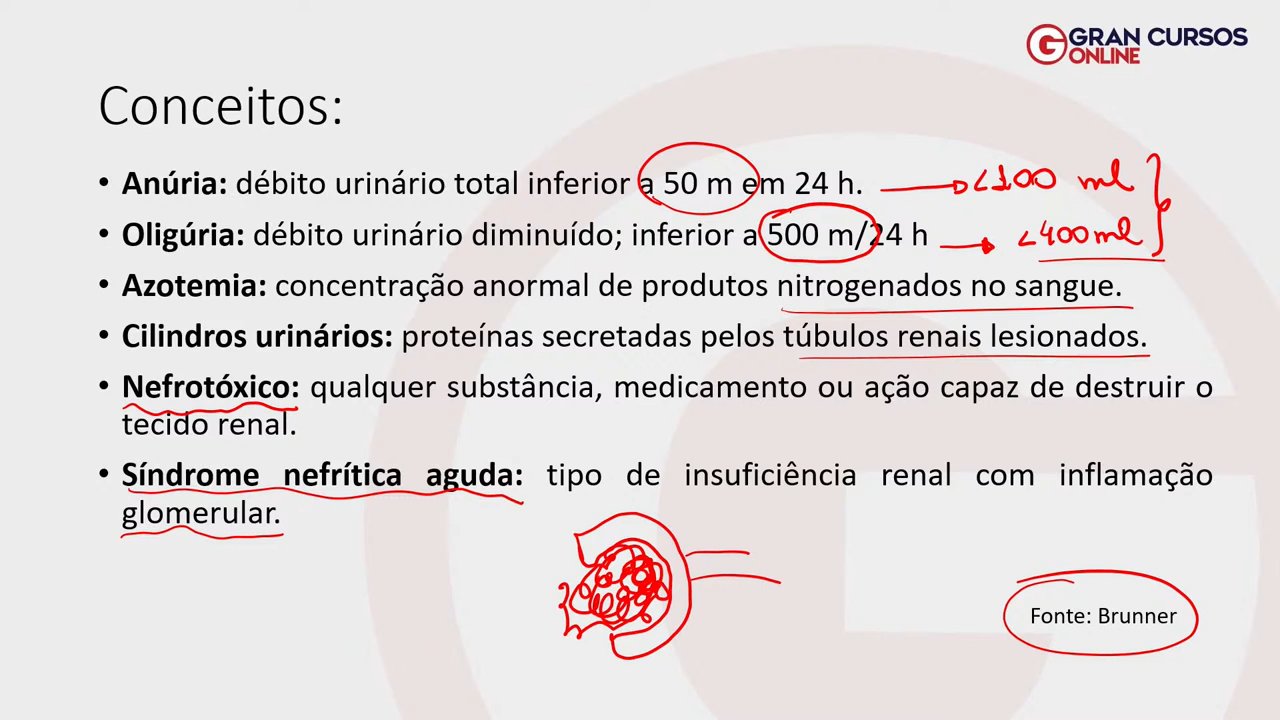 GRAN CURSOS
ONLINE
Conceitos:
• Anúria: débito urinário total inferior a 50 m em 24 h. <100 ml
• Oligúria: débito urinário diminuído; inferior a 500 m/24 h <400 ml
• Azotemia: concentração anormal de produtos nitrogenados no sangue.
• Cilindros urinários: proteínas secretadas pelos túbulos renais lesionados.
• Nefrotóxico: qualquer substância, medicamento ou ação capaz de destruir o
tecido renal.
• Síndrome nefrítica aguda: tipo de insuficiência renal com inflamação
glomerular.
Fonte: Brunner